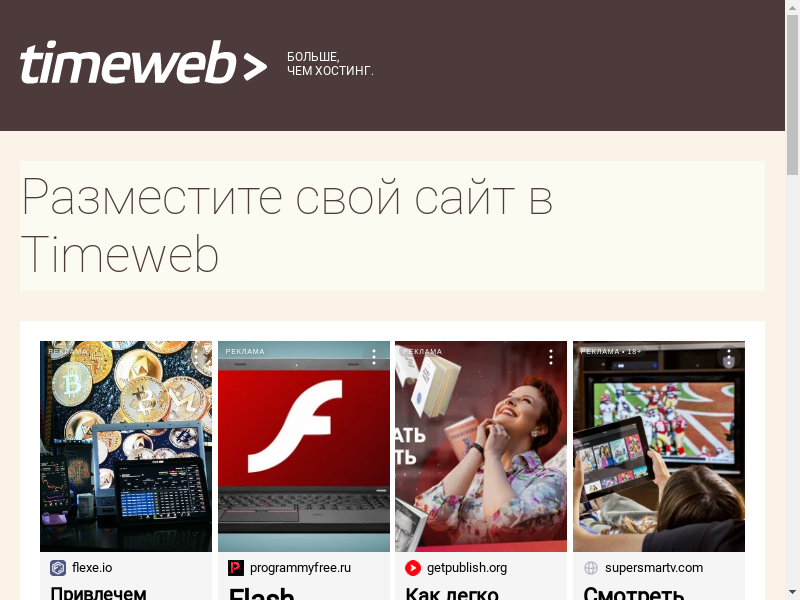 timeweb>
БОЛЬШЕ,
ЧЕМ ХОСТИНГ.
Разместите свой сайт в
Timeweb
РЕКЛАМА
РЕКЛАМА
РЕКЛАМА
РЕКЛАМА • 18+
АТЬ
ТЬ
flexe.io
programmyfree.ru
getpublish.org
supersmartv.com
Привлечем
Flash
Как легко
Смотреть